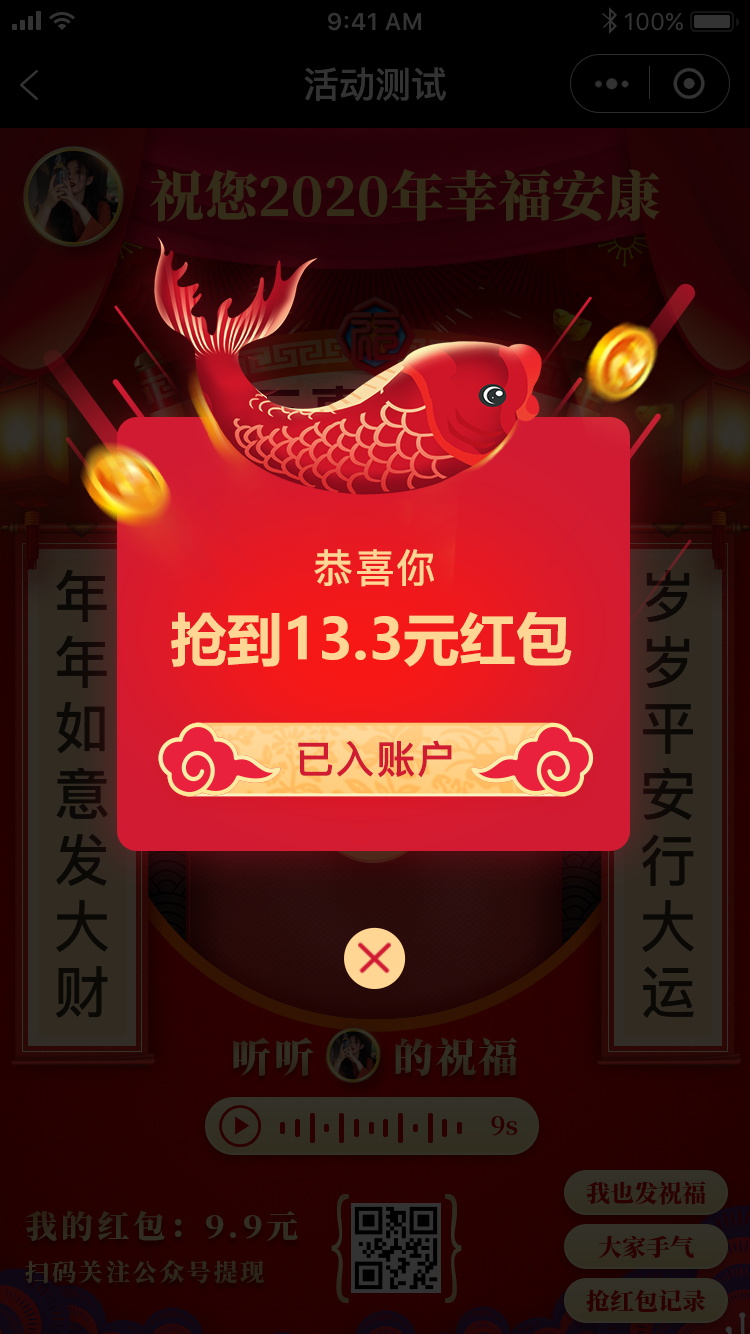 9:41 AM
100%
活动测试
祝您2020年幸福安康
恭喜你
抢到13.3元红包
已入账户
年年如意发大财
岁岁平安行大运
听听的祝福
9s
我的红包：9.9元
扫码关注公众号提现
我也发祝福
大家手气
抢红包记录